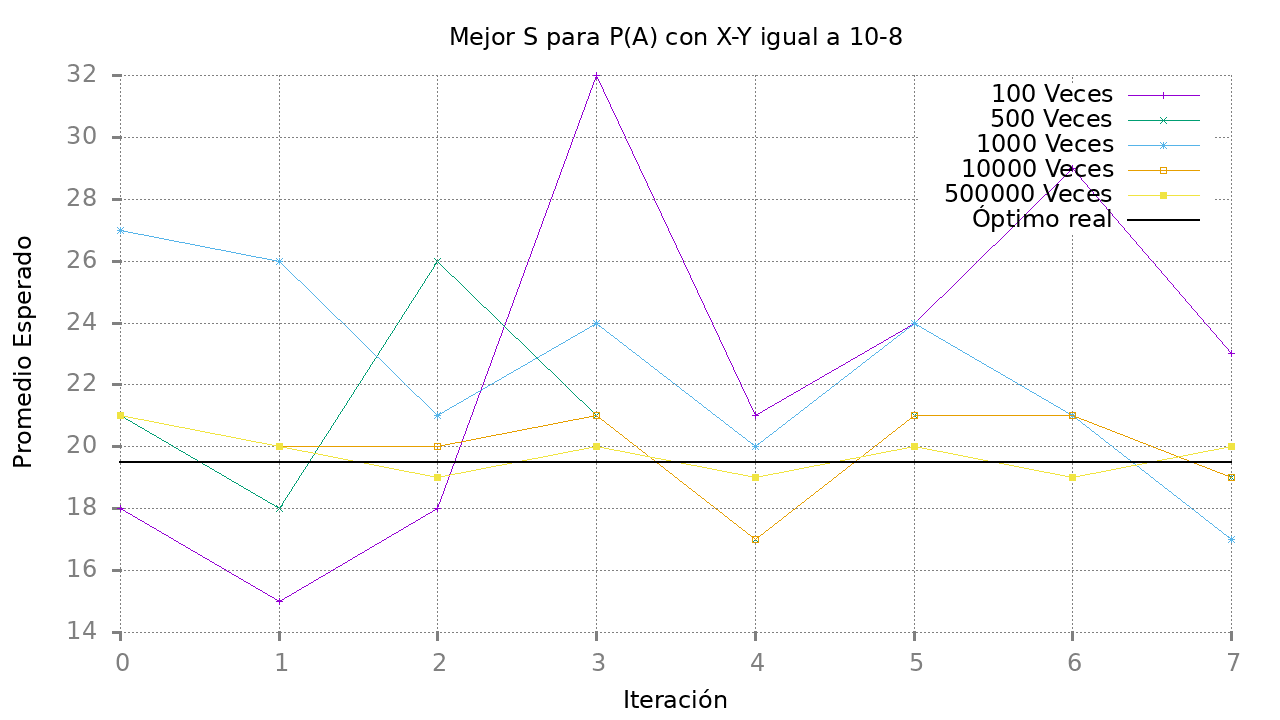 Mejor S para P(A) con X-Y igual a 10-8
32
30
28
26
24
22
20
18
16
14
Promedio Esperado
100 Veces
500 Veces
1000 Veces
10000 Veces
500000 Veces
Óptimo real
0 1 2 3 4 5 6 7
Iteración